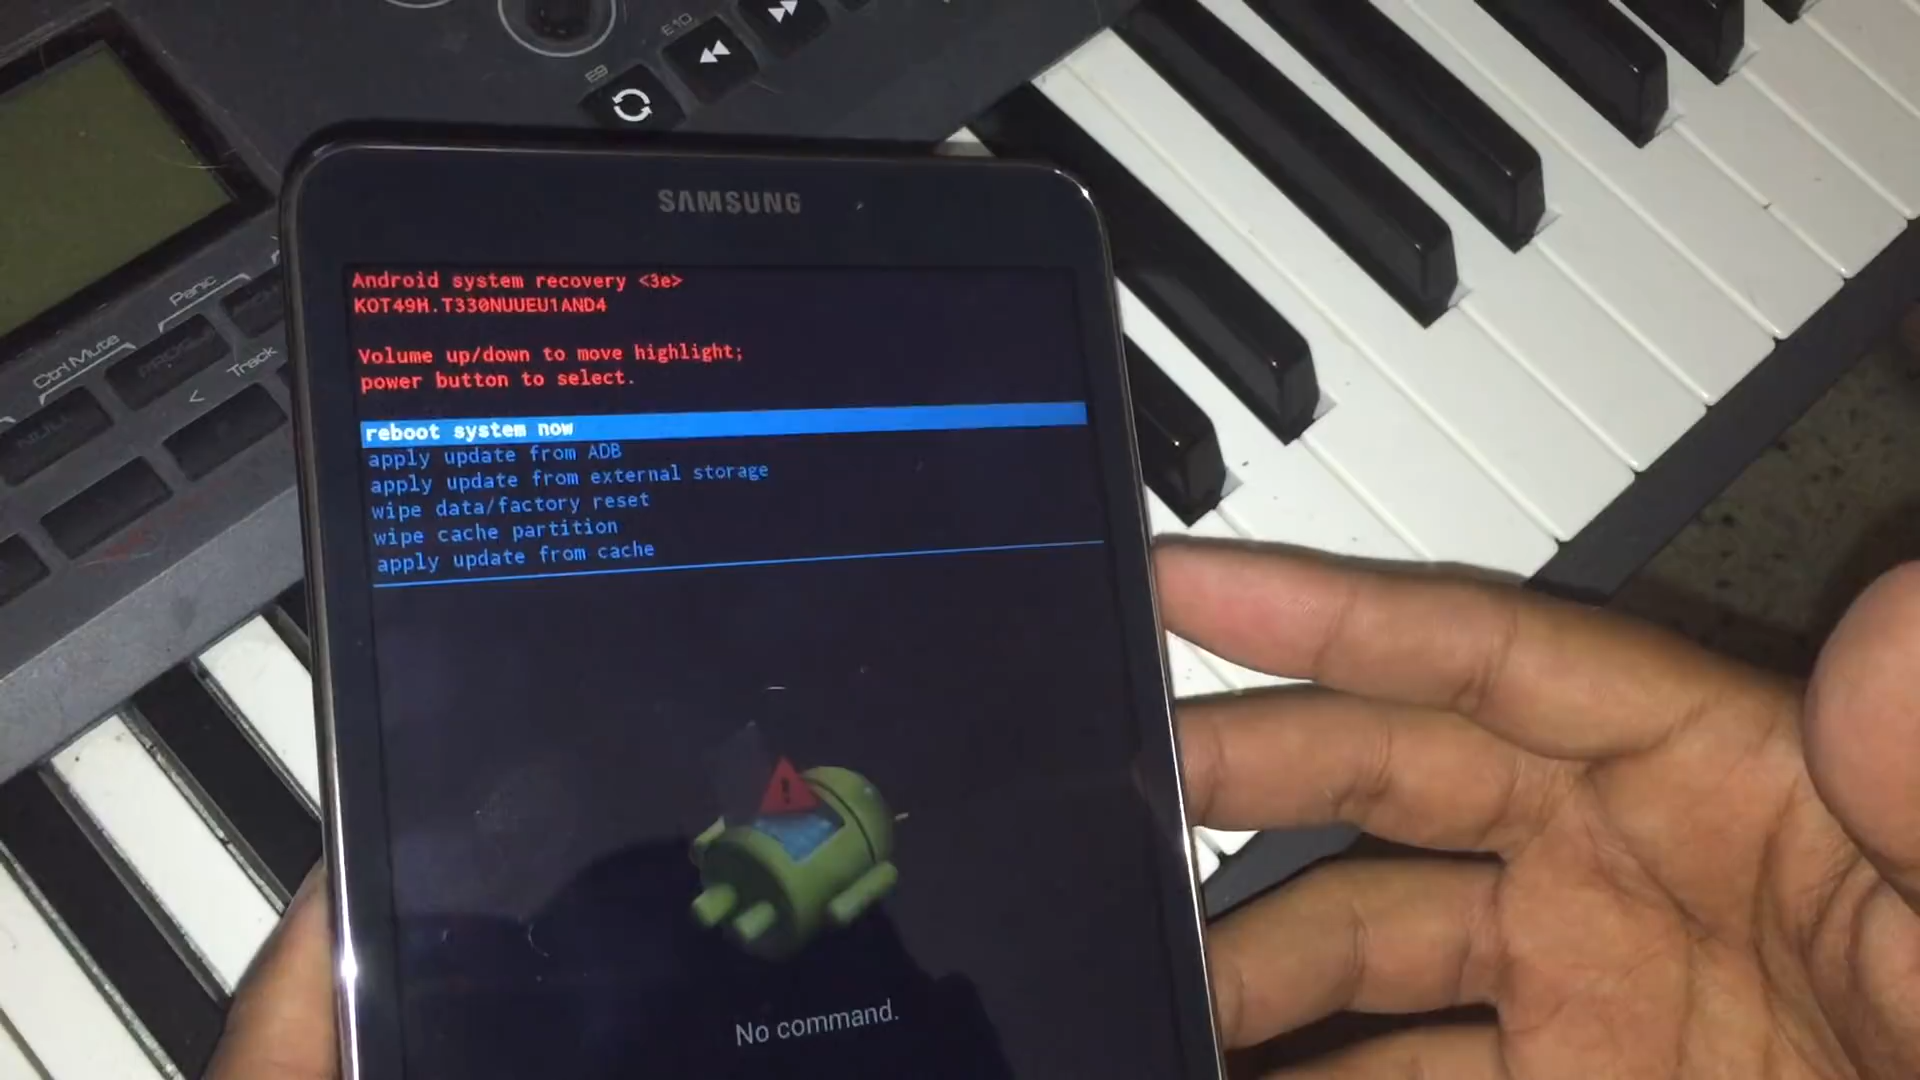 E10
E9
SAMSUNG
Android system recovery <3e>
KOT49H.T330NUUEU1AND4
Panic
Volume up/down to move highlight;
power button to select.
Ctrl Mute
Track
<
reboot system now
apply update from ADB
apply update from external storage
wipe data/factory reset
wipe cache partition
apply update from cache
No command.